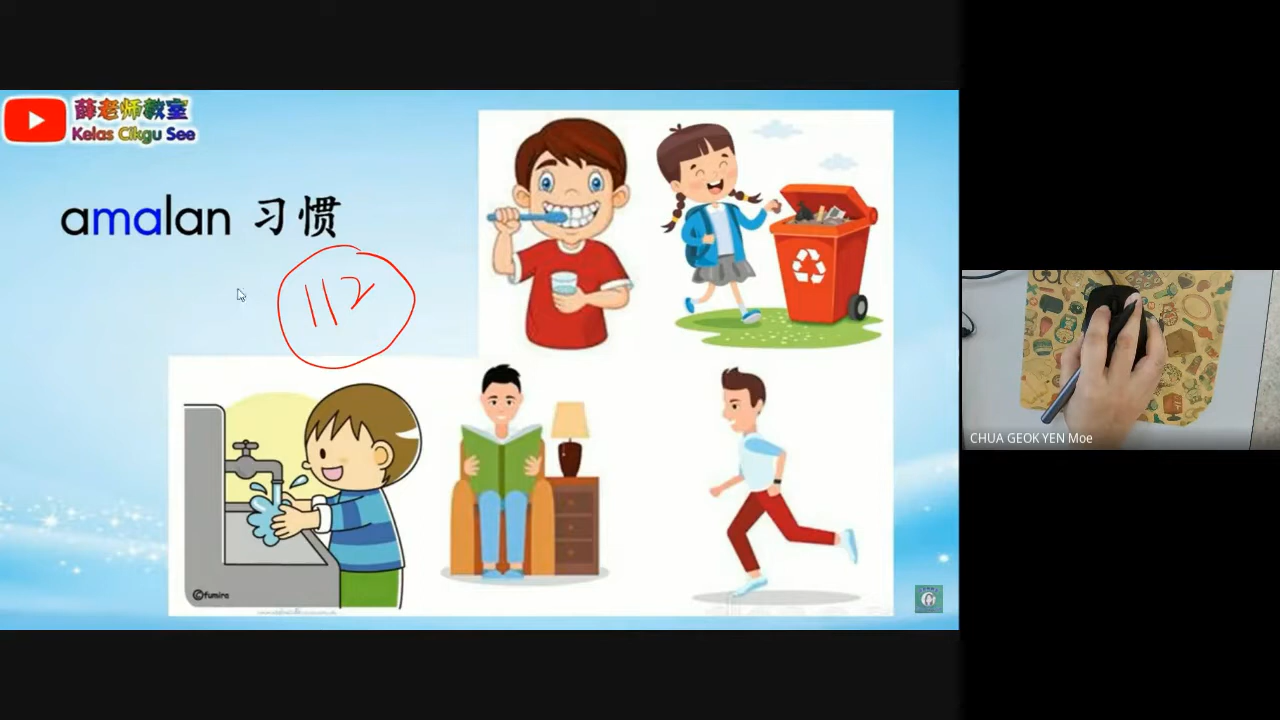 薛老师教室
Kelas Cikgu See
amalan 习惯
112
©fumira
CHUA GEOK YEN Moe